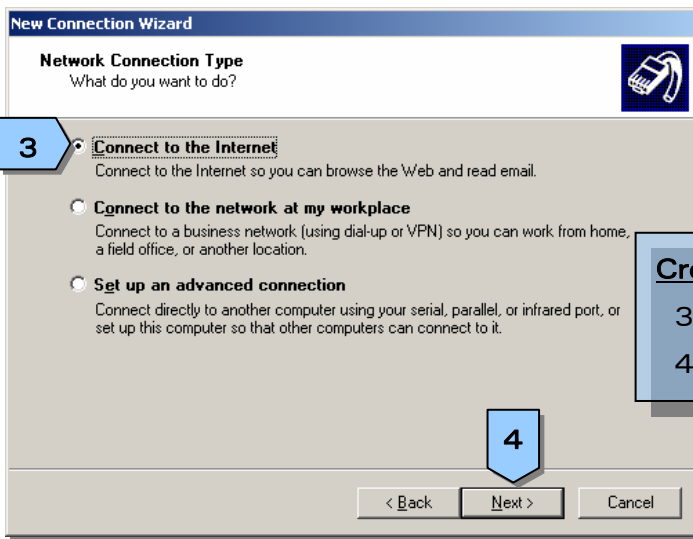 New Connection Wizard
Network Connection Type
What do you want to do?
3
Connect to the Internet
Connect to the Internet so you can browse the Web and read email.
Connect to the network at my workplace
Connect to a business network (using dial-up or VPN) so you can work from home,
a field office, or another location.
Set up an advanced connection
Connect directly to another computer using your serial, parallel, or infrared port, or
set up this computer so that other computers can connect to it.
3
4
4
< Back
Next >
Cancel